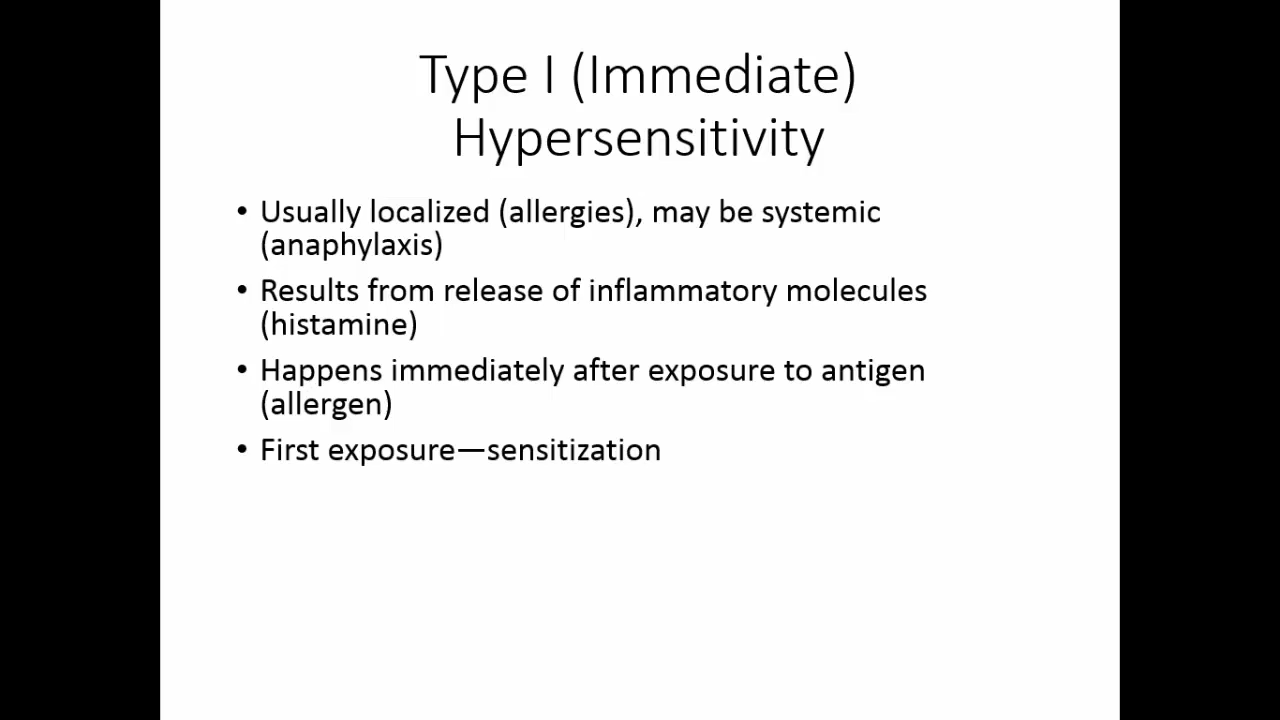 Type I (Immediate)
Hypersensitivity
• Usually localized (allergies), may be systemic
(anaphylaxis)
• Results from release of inflammatory molecules
(histamine)
• Happens immediately after exposure to antigen
(allergen)
• First exposure—sensitization